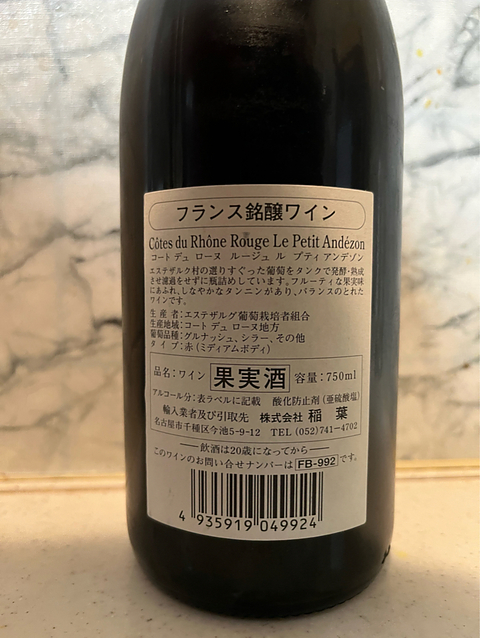 フランス銘醸ワイン
Côtes du Rhône Rouge Le Petit Andézon
コート デュ ローヌ ルージュ ル プティ アンデゾン
エステザルク村の選りすぐった葡萄をタンクで発酵・熟成
させ濾過をせずに瓶詰めしています。フルーティな果実味
にあふれ、しなやかなタンニンがあり、バランスのとれた
ワインです。
生産者:エステザルグ葡萄栽培者組合
生産地域:コート デュ ローヌ地方
葡萄品種:グルナッシュ、シラー、その他
タイプ:赤(ミディアムボディ)
品名:ワイン 果実酒 容量:750ml
アルコール分:表ラベルに記載 酸化防止剤(亜硫酸塩)
輸入業者及び引取先 株式会社 稲葉
名古屋市千種区今池5-9-12 TEL(052)741-4702
飲酒は20歳になってから
このワインのお問い合せナンバーは FB-992 です。
4 935919 049924